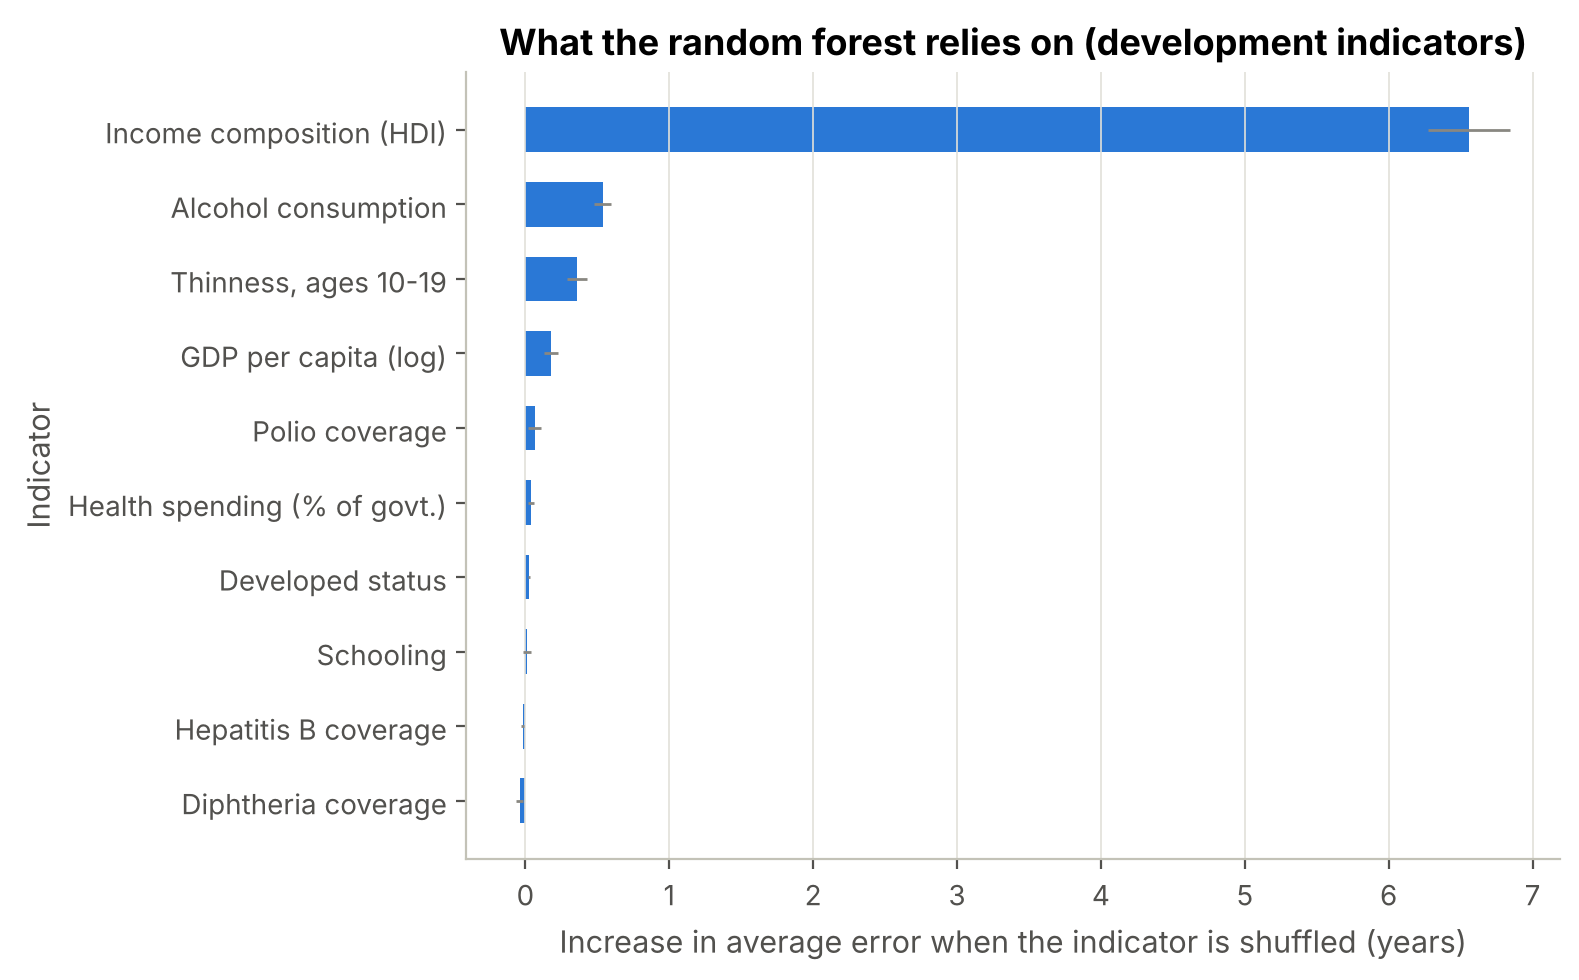 What the random forest relies on (development indicators)
Income composition (HDI)
Alcohol consumption
Thinness, ages 10-19
GDP per capita (log)
Polio coverage
Health spending (% of govt.)
Developed status
Schooling
Hepatitis B coverage
Diphtheria coverage
Indicator
0 1 2 3 4 5 6 7
Increase in average error when the indicator is shuffled (years)